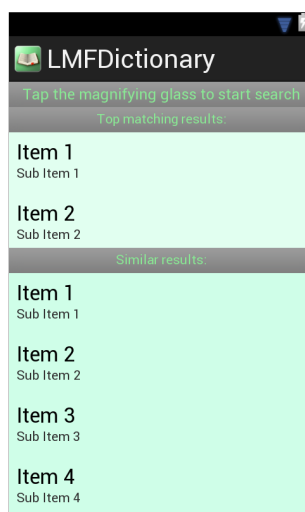 LMFDictionary
Tap the magnifying glass to start search
Top matching results:
Item 1
Sub Item 1
Item 2
Sub Item 2
Similar results:
Item 1
Sub Item 1
Item 2
Sub Item 2
Item 3
Sub Item 3
Item 4
Sub Item 4